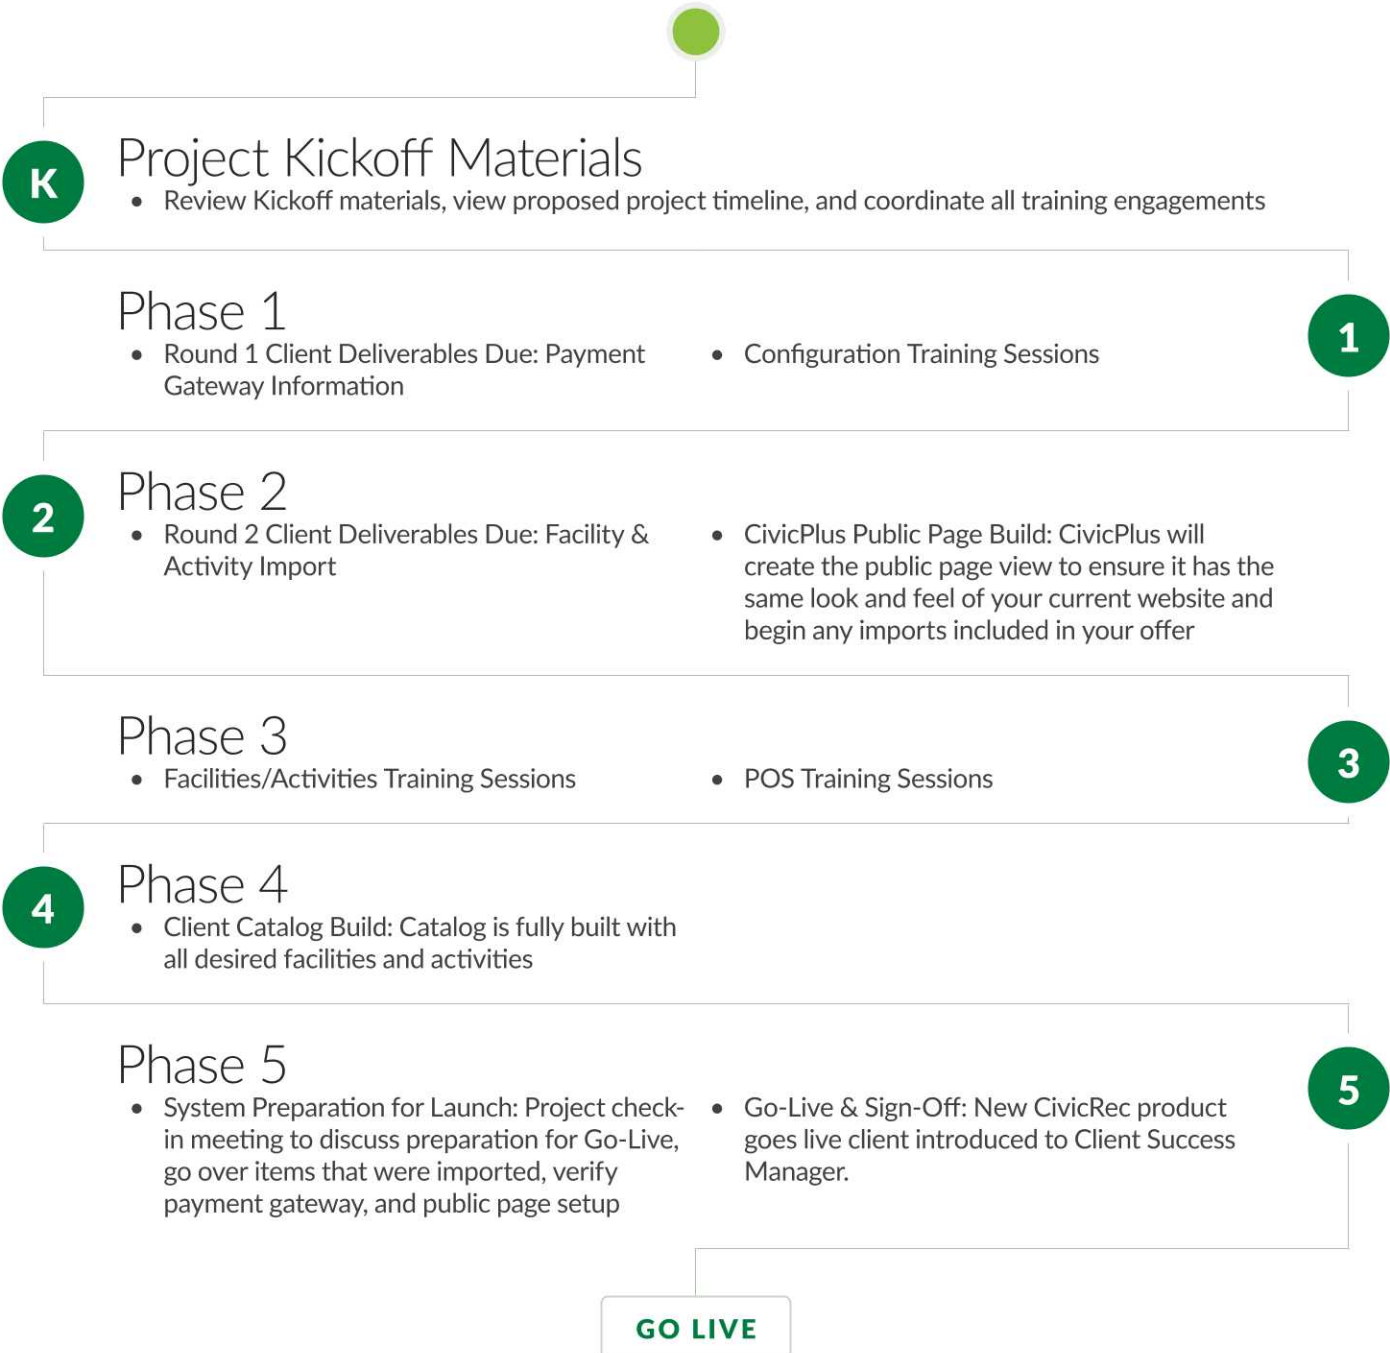 Project Kickoff Materials
K
• Review Kickoff materials, view proposed project timeline, and coordinate all training engagements
Phase 1
1
• Round 1 Client Deliverables Due: Payment
Gateway Information
• Configuration Training Sessions
Phase 2
2
• Round 2 Client Deliverables Due: Facility &
Activity Import
• CivicPlus Public Page Build: CivicPlus will
create the public page view to ensure it has the
same look and feel of your current website and
begin any imports included in your offer
Phase 3
3
• Facilities/Activities Training Sessions
• POS Training Sessions
Phase 4
4
• Client Catalog Build: Catalog is fully built with
all desired facilities and activities
Phase 5
5
• System Preparation for Launch: Project check-
in meeting to discuss preparation for Go-Live,
go over items that were imported, verify
payment gateway, and public page setup
• Go-Live & Sign-Off: New CivicRec product
goes live client introduced to Client Success
Manager.
GO LIVE